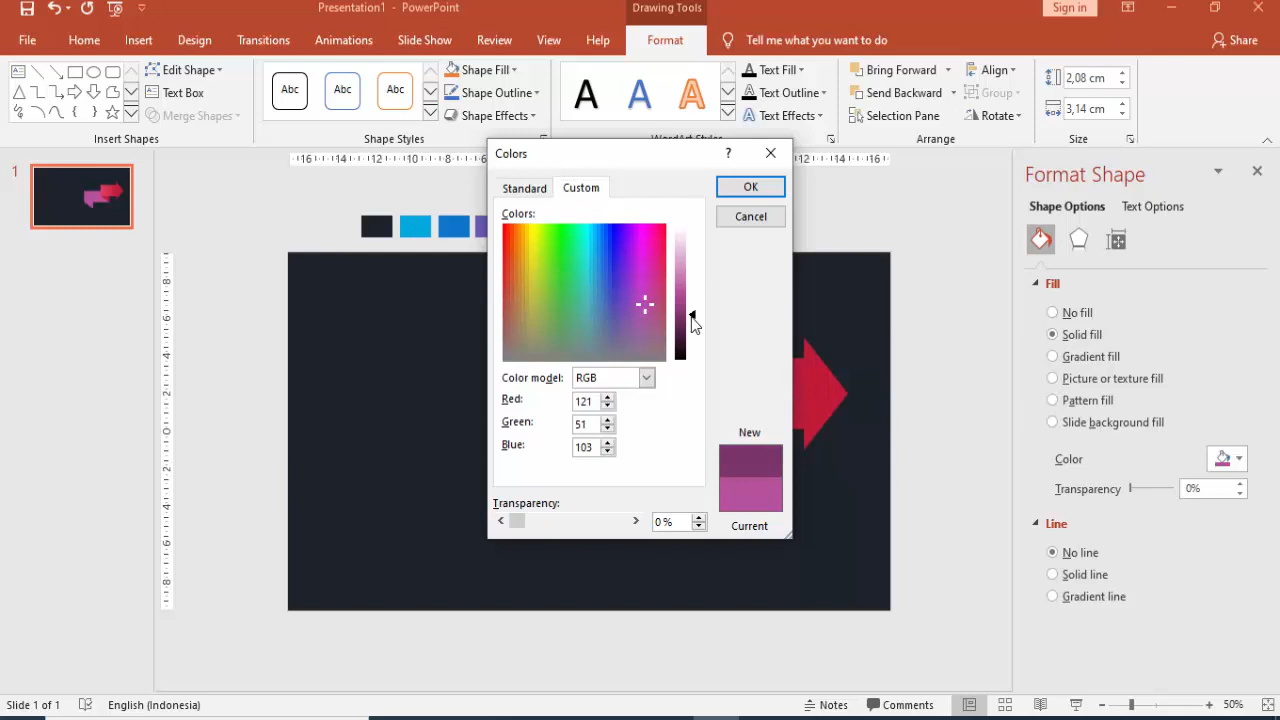 Presentation1 - PowerPoint
Drawing Tools
Sign in
File Home Insert Design Transitions Animations Slide Show Review View Help Format Tell me what you want to do Share
Edit Shape
Text Box
Merge Shapes
Insert Shapes
Abc Abc Abc
Shape Fill
Shape Outline
Shape Effects
Shape Styles
A A A
Text Fill
Text Outline
Text Effects
WordArt Styles
Bring Forward
Send Backward
Selection Pane
Align
Group
Rotate
Arrange
2,08 cm
3,14 cm
Size
1
Colors
Standard Custom
OK
Cancel
Colors:
Color model: RGB
Red: 121
Green: 51
Blue: 103
New
Current
Transparency:
0 %
Format Shape
Shape Options Text Options
Fill
No fill
Solid fill
Gradient fill
Picture or texture fill
Pattern fill
Slide background fill
Color
Transparency 0%
Line
No line
Solid line
Gradient line
Slide 1 of 1 English (Indonesia) Notes Comments 50%